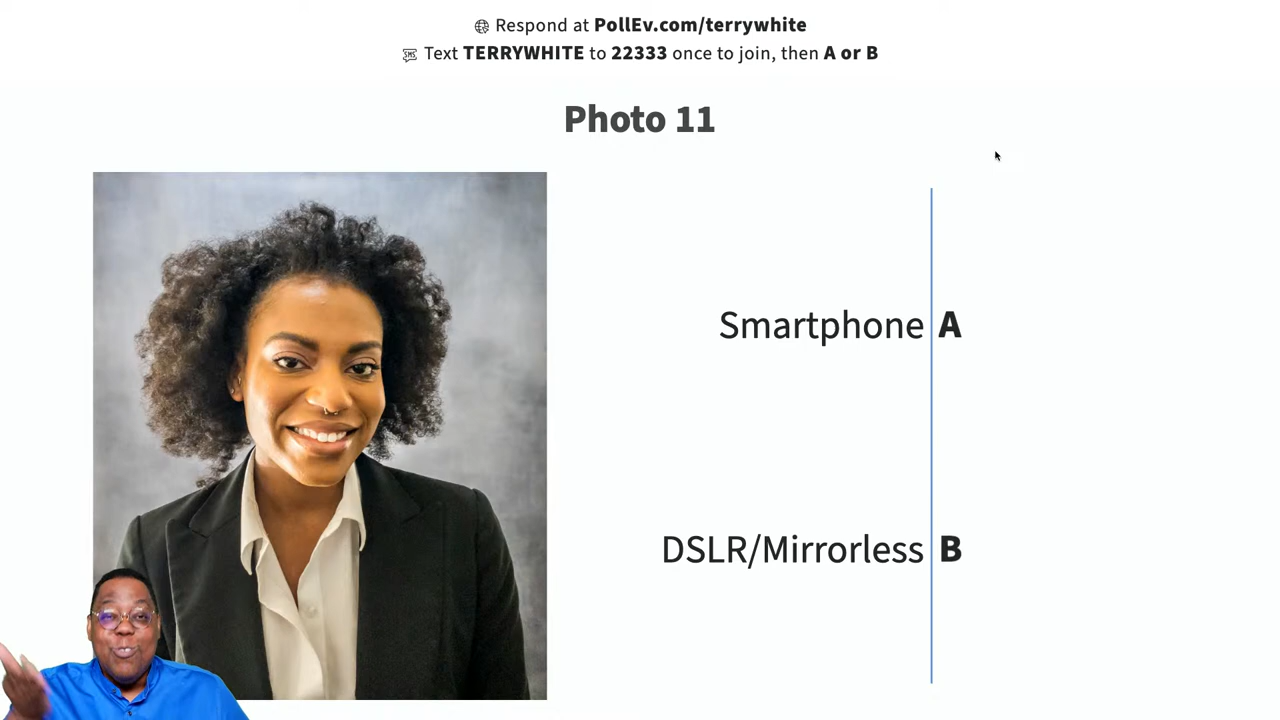 Respond at PollEv.com/terrywhite
Text TERRYWHITE to 22333 once to join, then A or B
Photo 11
Smartphone A
DSLR/Mirrorless B